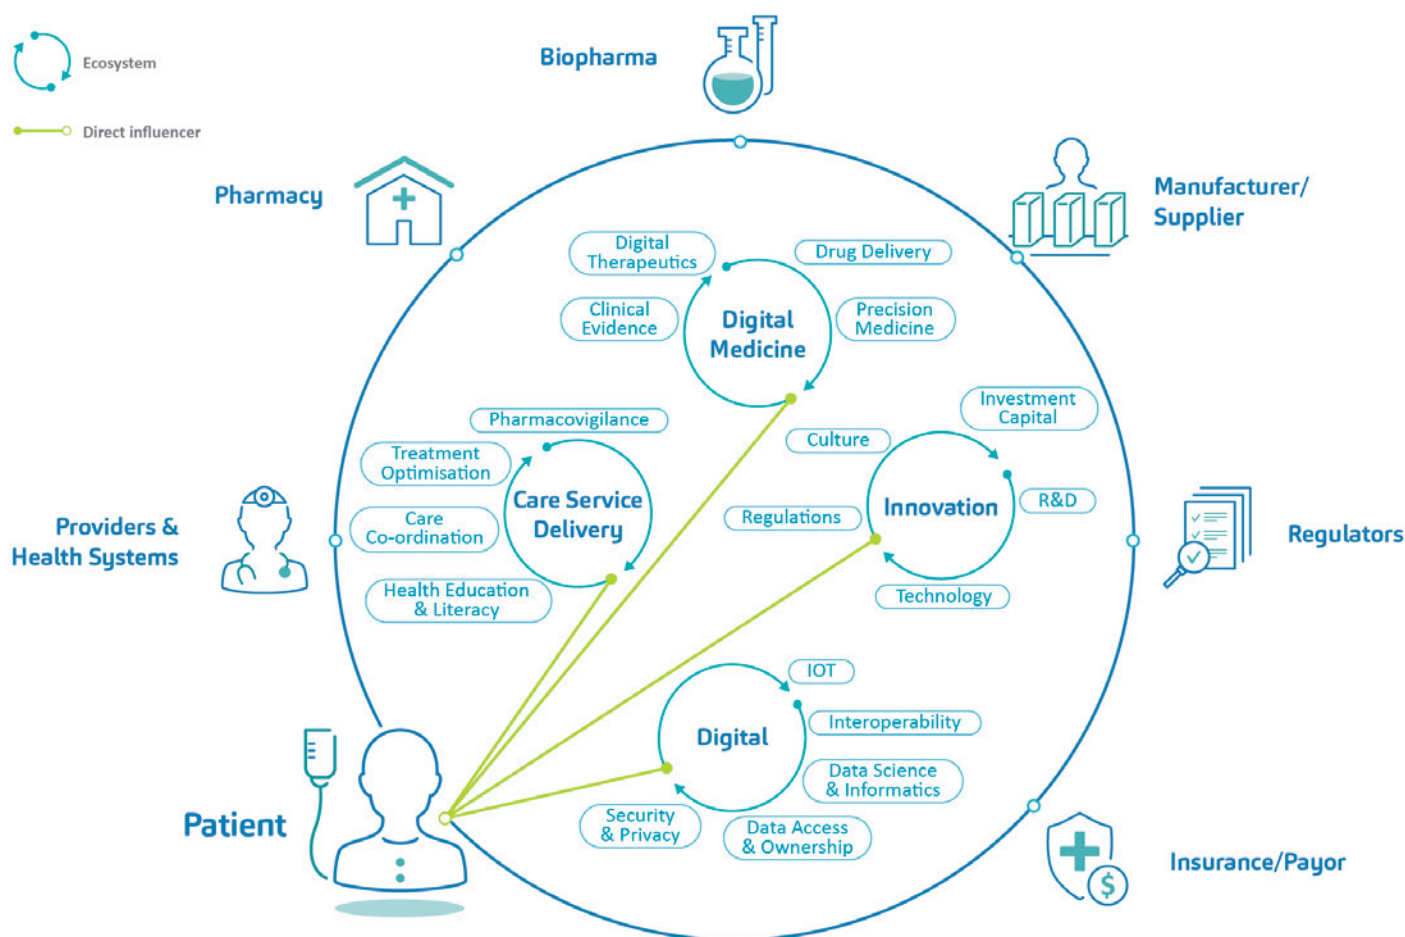 Ecosystem
Direct influencer
Biopharma
Pharmacy
Manufacturer/
Supplier
Digital
Therapeutics
Drug Delivery
Clinical
Evidence
Digital
Medicine
Precision
Medicine
Pharmacovigilance
Treatment
Optimisation
Care Service
Delivery
Care
Co-ordination
Health Education
& Literacy
Investment
Capital
Culture
Innovation
R&D
Regulations
Technology
Providers &
Health Systems
Regulators
IOT
Interoperability
Digital
Data Science
& Informatics
Security
& Privacy
Data Access
& Ownership
Patient
Insurance/Payor
$